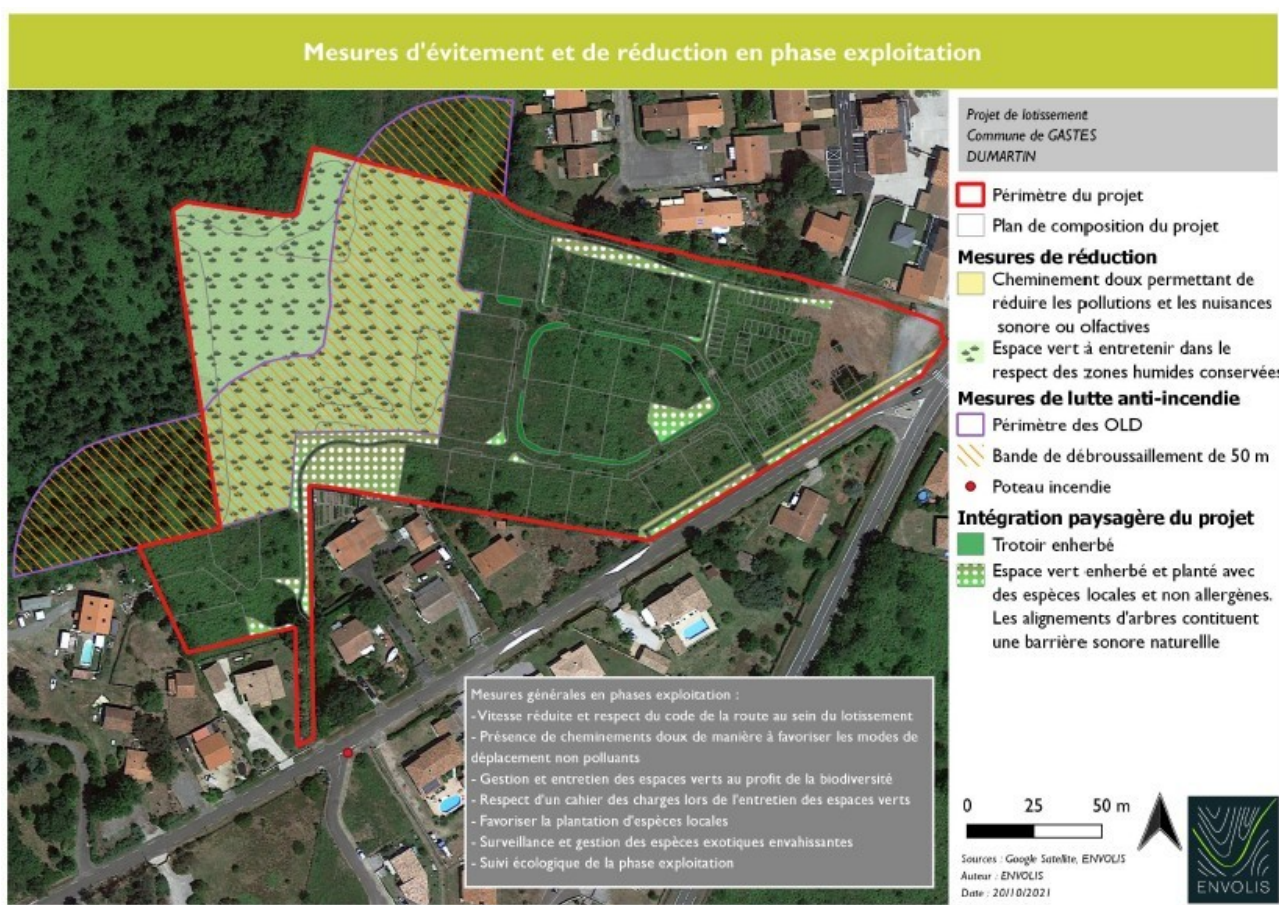 Mesures d'évitement et de réduction en phase exploitation
Projet de lotissement
Commune de GASTES
DUMARTIN
Périmètre du projet
Plan de composition du projet
Mesures de réduction
Cheminement doux permettant de
réduire les pollutions et les nuisances
sonore ou olfactives
Espace vert à entretenir dans le
respect des zones humides conservées
Mesures de lutte anti-incendie
Périmètre des OLD
Bande de débroussaillement de 50 m
Poteau incendie
Intégration paysagère du projet
Trotoir enherbé
Espace vert enherbé et planté avec
des espèces locales et non allergènes.
Les alignements d'arbres constituent
une barrière sonore naturellle
Mesures générales en phases exploitation :
- Vitesse réduite et respect du code de la route au sein du lotissement
- Présence de cheminements doux de manière à favoriser les modes de
déplacement non polluants
- Gestion et entretien des espaces verts au profit de la biodiversité
- Respect d'un cahier des charges lors de l'entretien des espaces verts
- Favoriser la plantation d'espèces locales
- Surveillance et gestion des espèces exotiques envahissantes
- Suivi écologique de la phase exploitation
0 25 50 m
Sources : Google Satellite, ENVOLIS
Auteur : ENVOLIS
Date : 20/10/2021
ENVOLIS